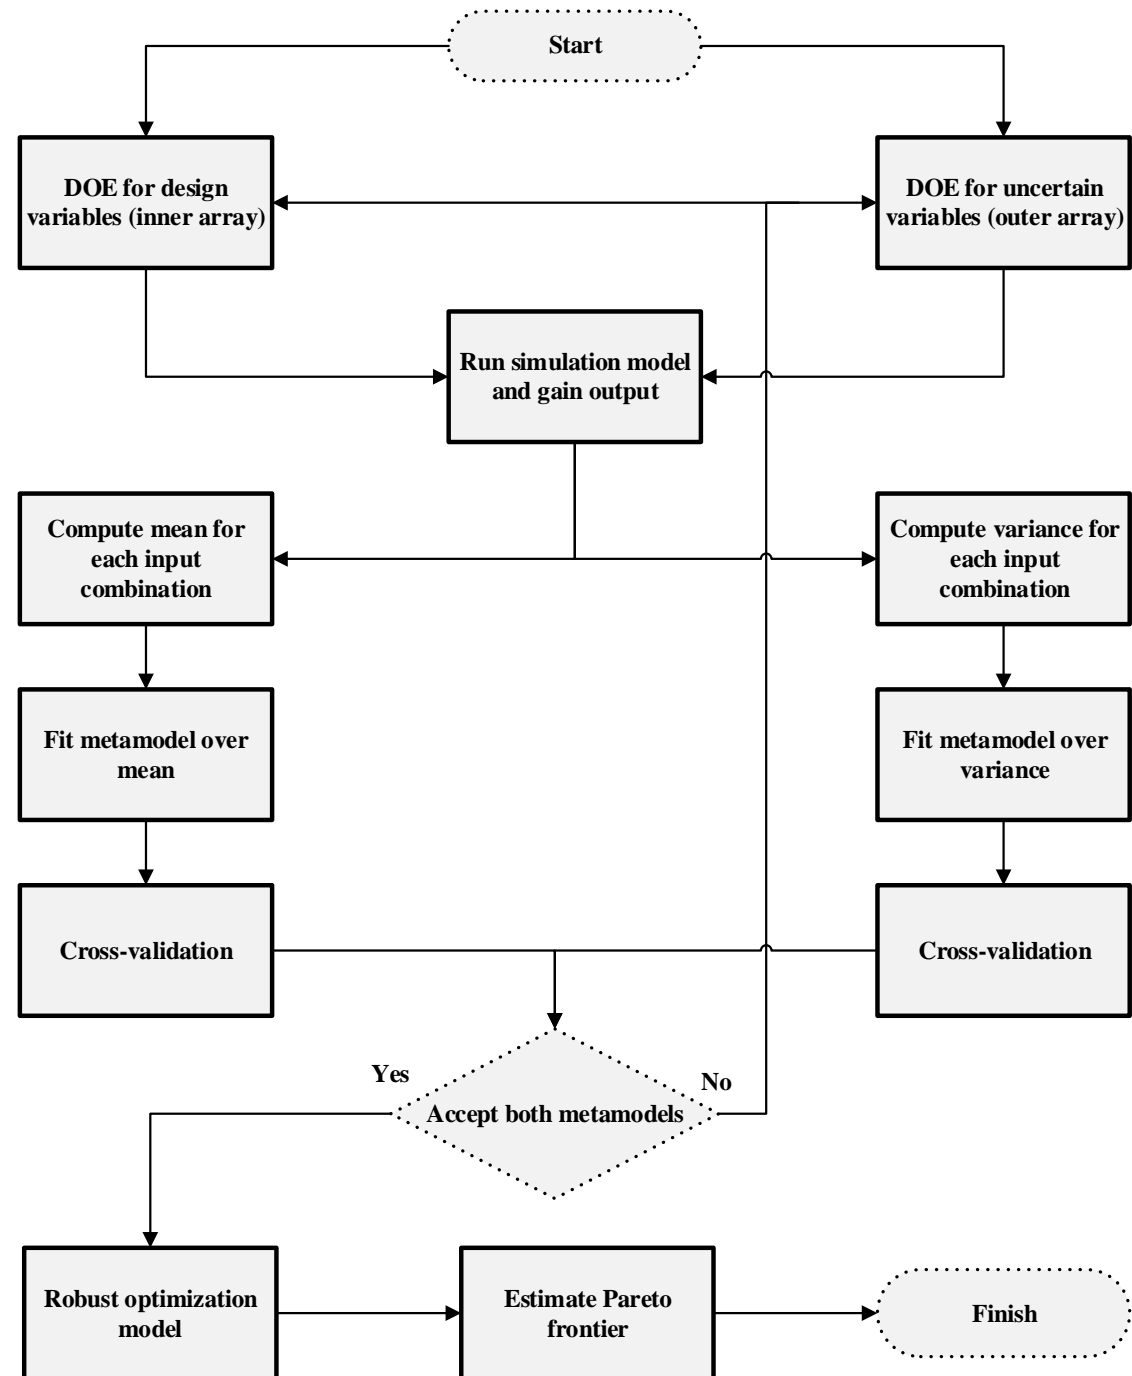 Start
DOE for design
variables (inner array)
DOE for uncertain
variables (outer array)
Run simulation model
and gain output
Compute mean for
each input
combination
Compute variance for
each input
combination
Fit metamodel over
mean
Fit metamodel over
variance
Cross-validation
Cross-validation
Yes
No
Accept both metamodels
Robust optimization
model
Estimate Pareto
frontier
Finish